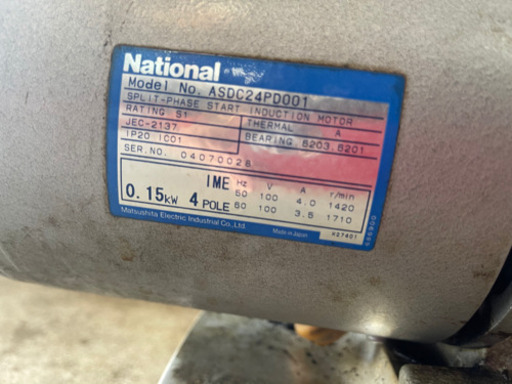 National
Model No. ASDC24PD001
SPLIT-PHASE START INDUCTION MOTOR
RATING S1 THERMAL A
JEC-2137 BEARING 6203.6201
IP20 IC01
SER.NO. 04070028
IME Hz V A r/min
50 100 4.0 1420
0.15kW 4 POLE 60 100 3.5 1710
Matsushita Electric Industrial Co.,Ltd. Made in Japan